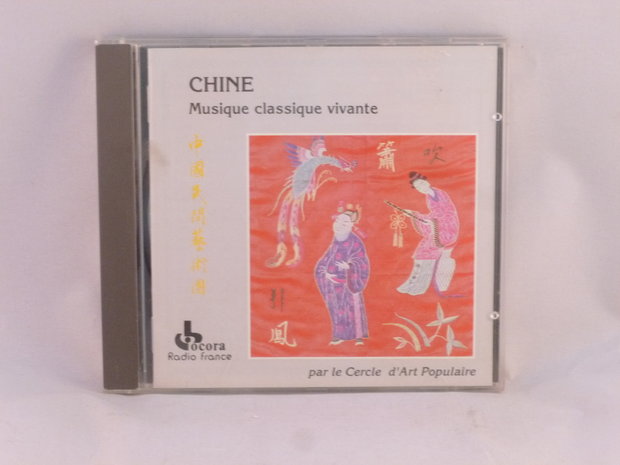 CHINE
Musique classique vivante
中國民間藝術團
吹
簫
引
鳳
ocora
Radio france
par le Cercle d'Art Populaire